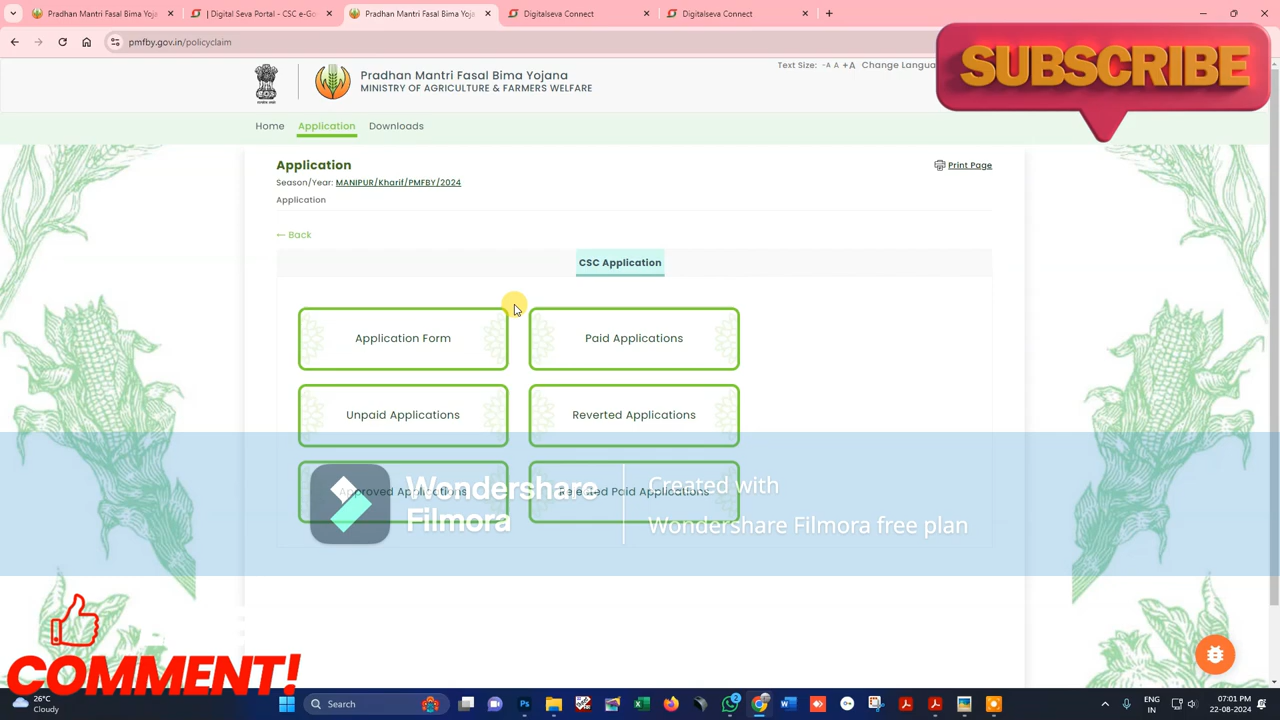 Pradhan Mantri Fasal Bima Yojan
Digital Seva Portal - CSC e-Go
Pradhan Mantri Fasal Bima Yojan
Digitalseva Connect
Digitalseva Connect
pmfby.gov.in/policyclaim
SUBSCRIBE
Pradhan Mantri Fasal Bima Yojana
MINISTRY OF AGRICULTURE & FARMERS WELFARE
Text Size: -A A +A Change Langua
Home Application Downloads
Application
Print Page
Season/Year: MANIPUR/Kharif/PMFBY/2024
Application
← Back
CSC Application
Application Form
Paid Applications
Unpaid Applications
Reverted Applications
Approved Applications
Rejected Paid Applications
Wondershare
Filmora
Created with
Wondershare Filmora free plan
COMMENT!
26°C
Cloudy
Search
2
ENG
IN
07:01 PM
22-08-2024